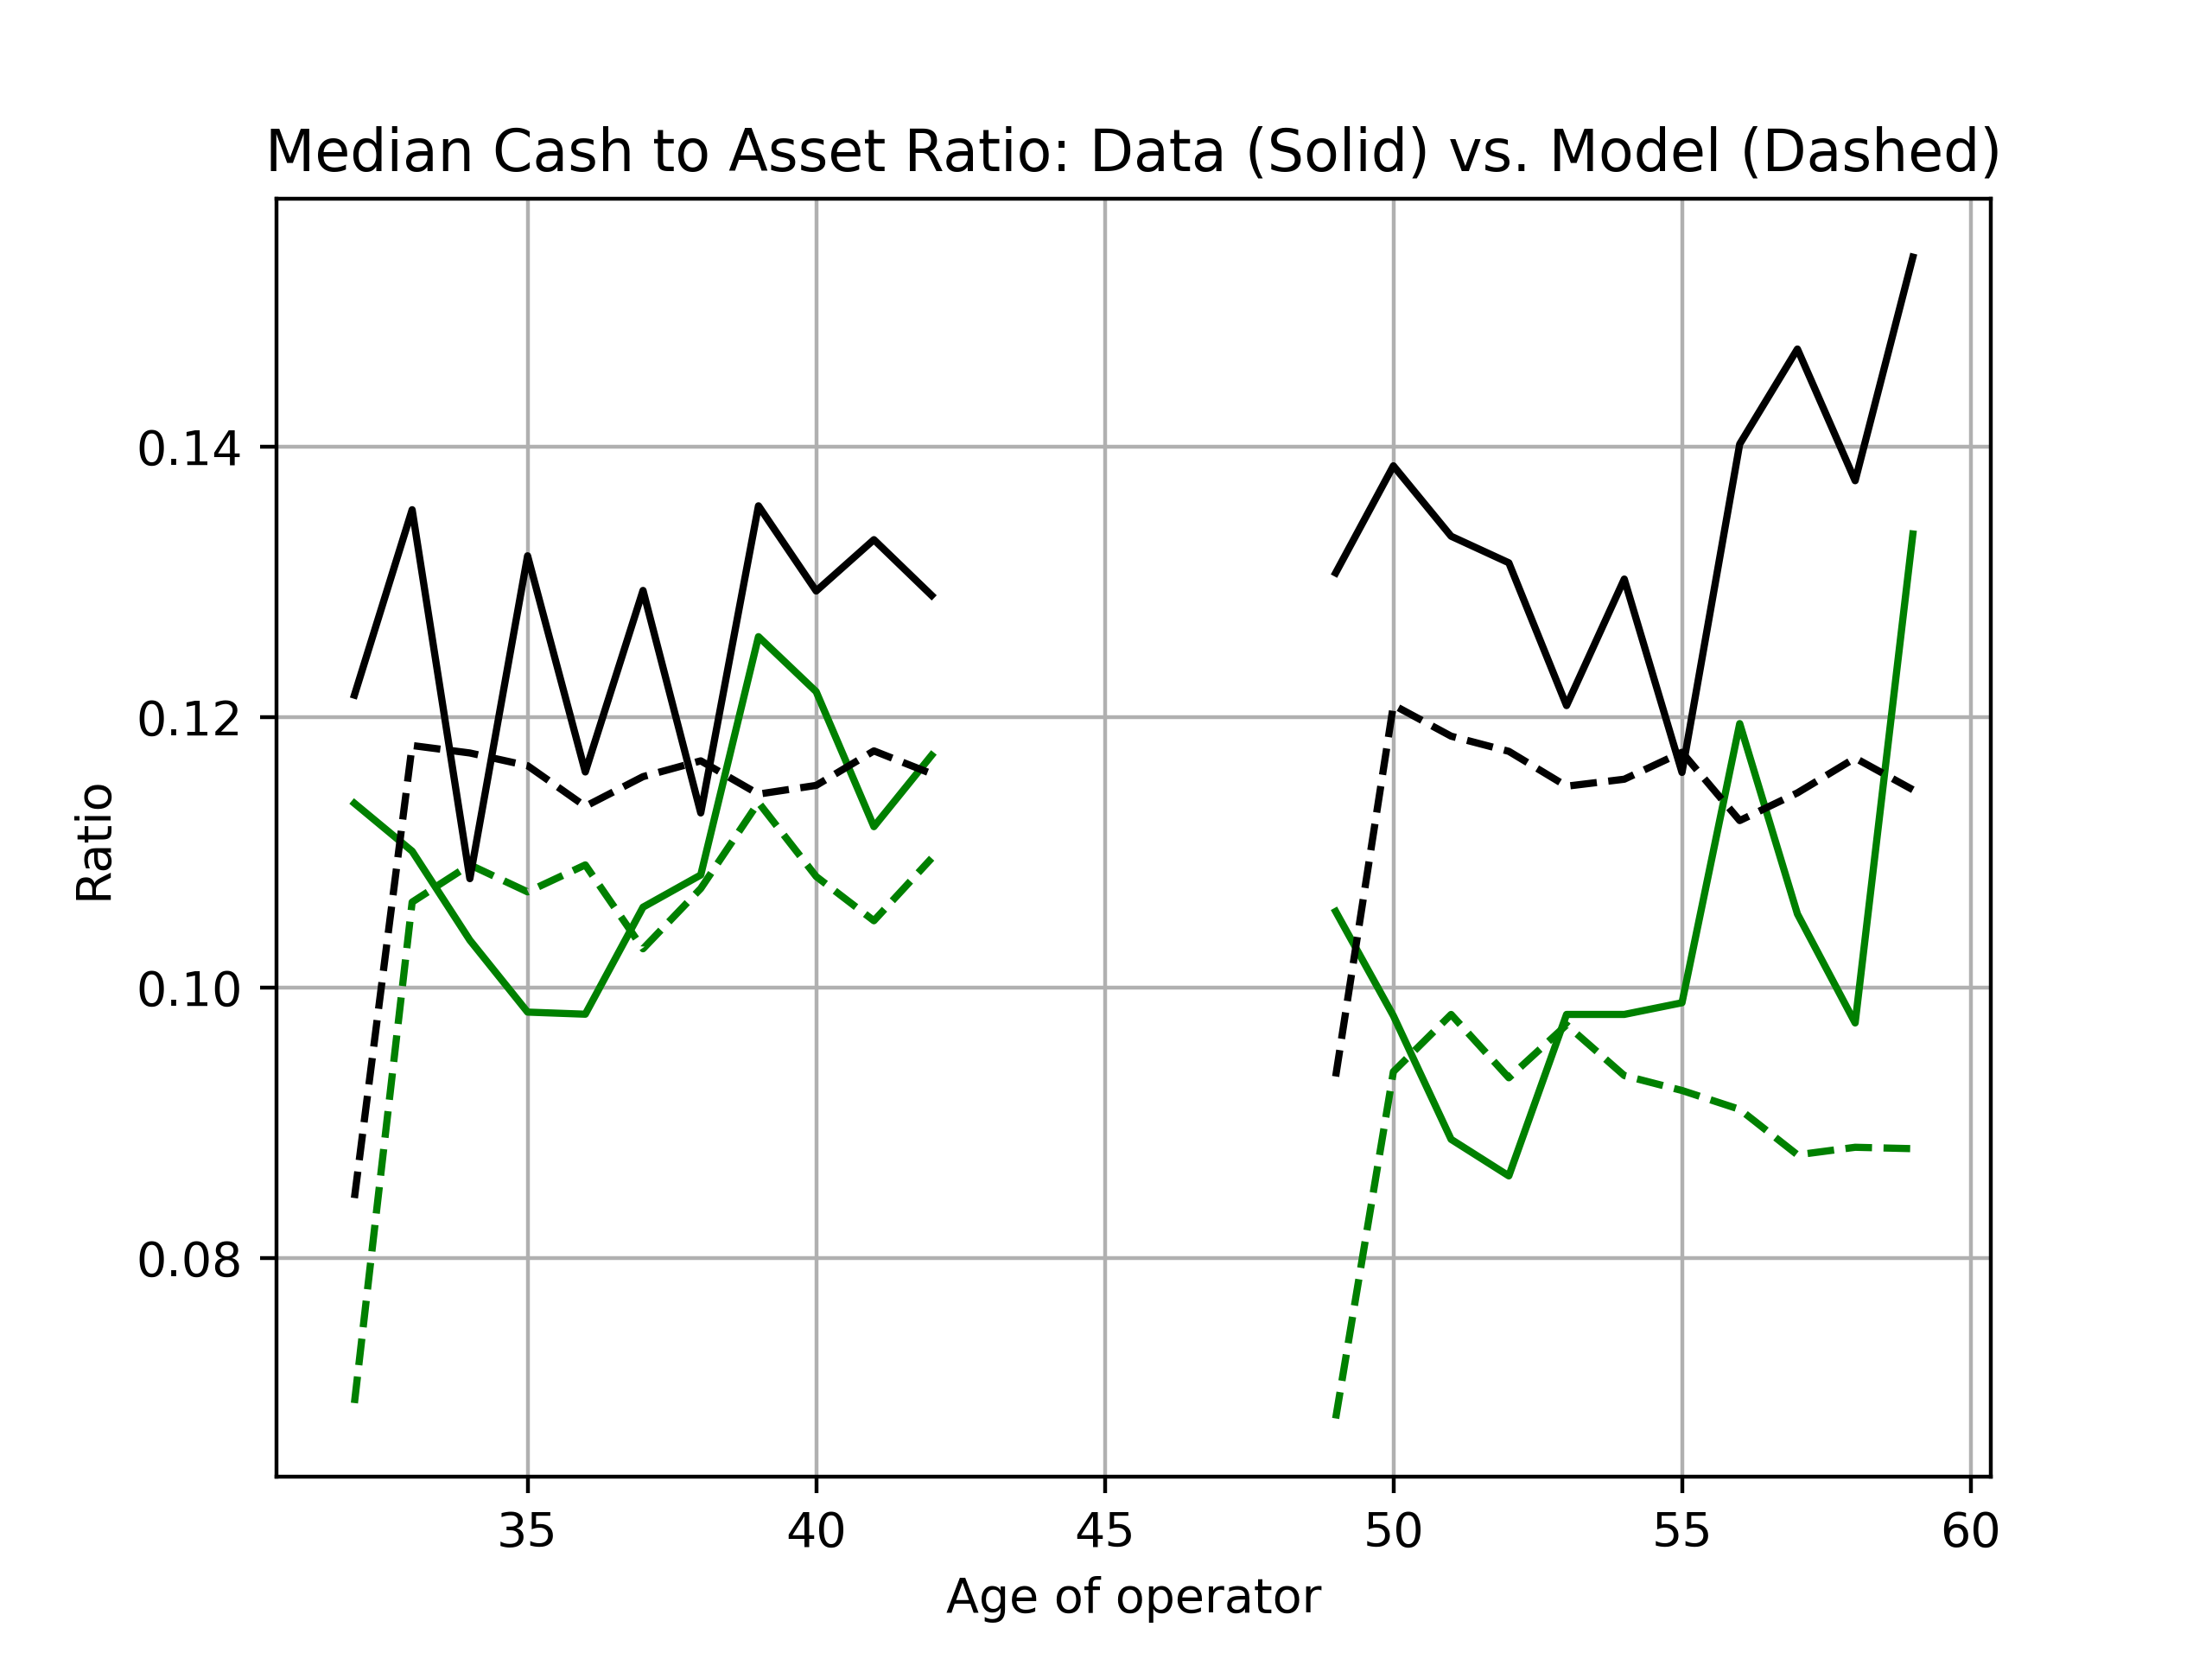 Median Cash to Asset Ratio: Data (Solid) vs. Model (Dashed)
Ratio
0.14
0.12
0.10
0.08
35 40 45 50 55 60
Age of operator